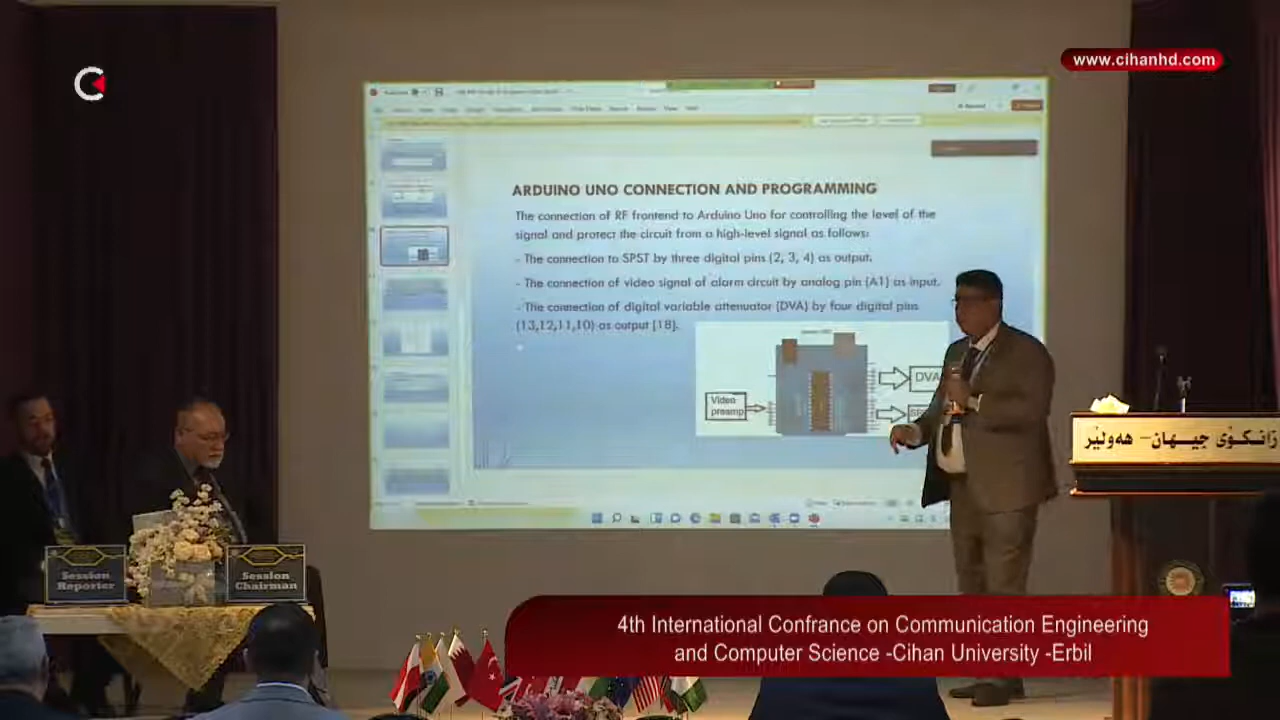 www.cihanhd.com
ARDUINO UNO CONNECTION AND PROGRAMMING
The connection of RF frontend to Arduino Uno for controlling the level of the
signal and protect the circuit from a high-level signal as follows:
- The connection to SPST by three digital pins (2, 3, 4) as output.
- The connection of video signal of alarm circuit by analog pin (A1) as input.
- The connection of digital variable attenuator (DVA) by four digital pins
(13,12,11,10) as output [18].
Video
preamp
DVA
زانکۆی جیهان- هەولێر
Session
Reporter
Session
Chairman
4th International Confrance on Communication Engineering
and Computer Science -Cihan University -Erbil